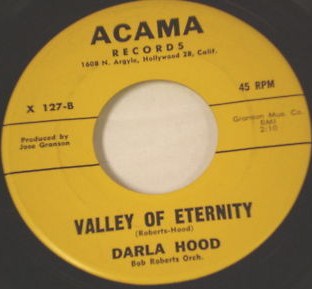 ACAMA
RECORDS
1608 N. Argyle, Hollywood 28, Calif.
X 127-B
45 RPM
Produced by
Jose Granson
Granson Mus. Co.
BMI
2:10
VALLEY OF ETERNITY
(Roberts-Hood)
DARLA HOOD
Bob Roberts Orch.